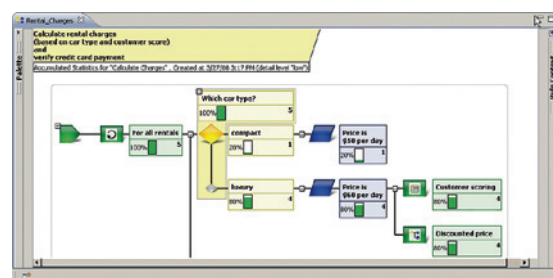 Rental_Charges
Calculate rental charges
(based on car type and customer score)
and
verify credit card payment
Accumulated Statistics for "Calculate Charges" , Created at 3/27/08 3:17 PM (detail level "low")
Palette
Which car type?
100% 5
For all rentals
100% 5
compact
20% 1
Price is
$50 per day
20% 1
luxury
80% 4
Price is
$60 per day
80% 4
Customer scoring
80% 4
Discounted price
80% 4